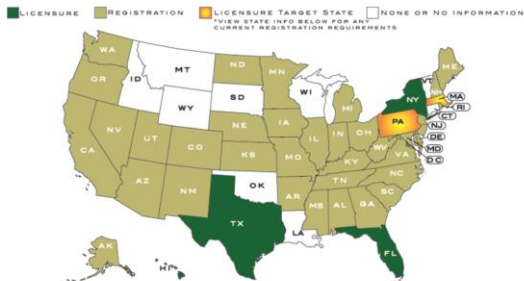 LICENSURE REGISTRATION LICENSURE TARGET STATE NONE OR NO INFORMATION
*VIEW STATE INFO BELOW FOR ANY
CURRENT REGISTRATION REQUIREMENTS
WA
MT
ND
MN
ME
VT
NH
OR
ID
SD
WI
MI
NY
MA
RI
CT
WY
IA
PA
NJ
NE
DE
NV
UT
IL
IN
OH
MD
CO
WV
VA
DC
CA
KS
MO
KY
NC
TN
AZ
NM
OK
AR
SC
MS
AL
GA
TX
LA
FL
AK
HI